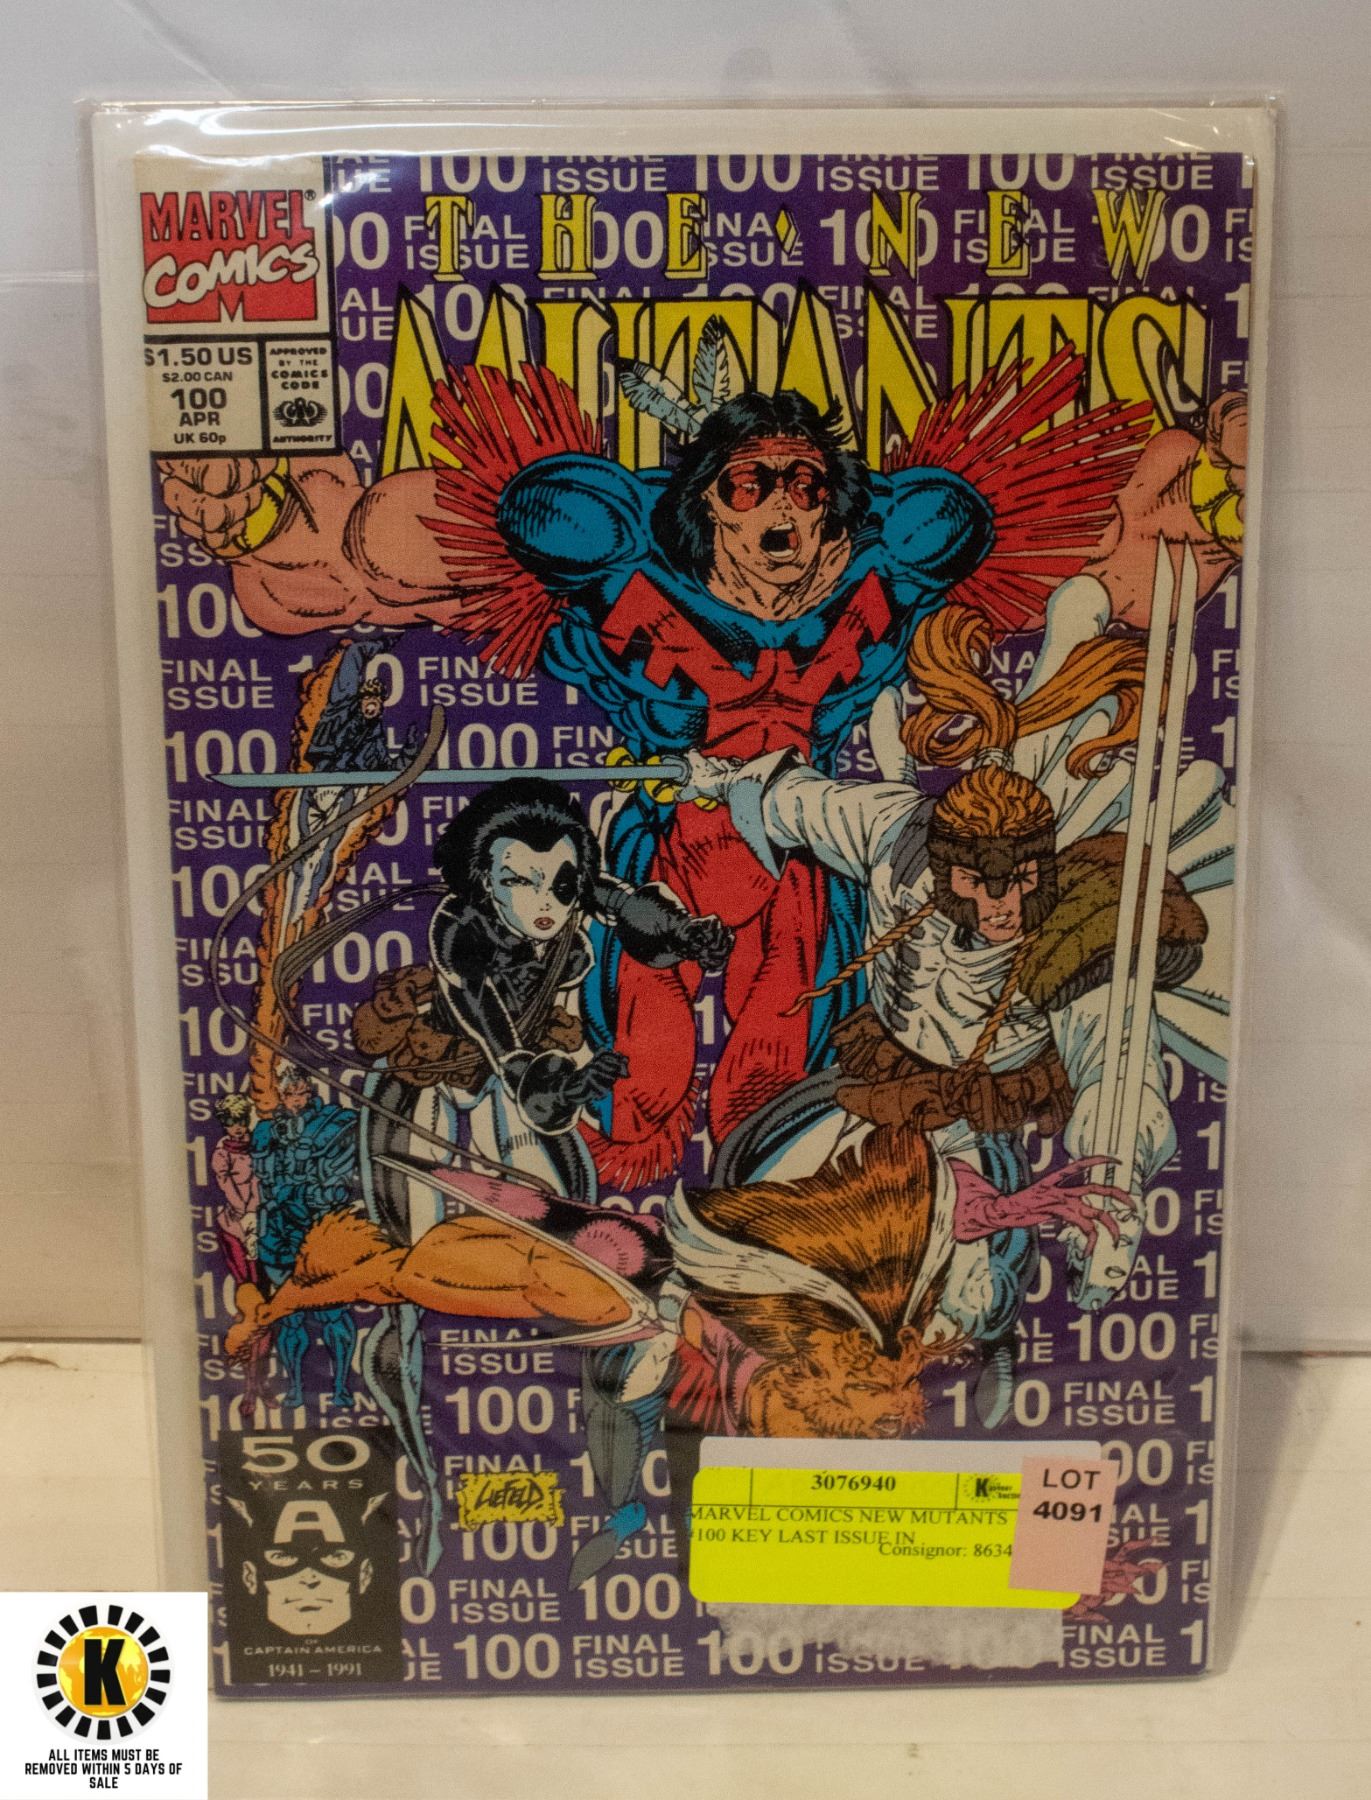 MARVEL
COMICS
$1.50 US
$2.00 CAN
100
APR
UK 60p
APPROVED
BY THE
COMICS
CODE
AUTHORITY
THE NEW
MUTANTS
100 FINAL ISSUE
50
YEARS
A
OF
CAPTAIN AMERICA
1941 – 1991
LIEFELD.
3076940
MARVEL COMICS NEW MUTANTS
#100 KEY LAST ISSUE IN
Consignor: 8634
LOT
4091
K
ALL ITEMS MUST BE
REMOVED WITHIN 5 DAYS OF
SALE